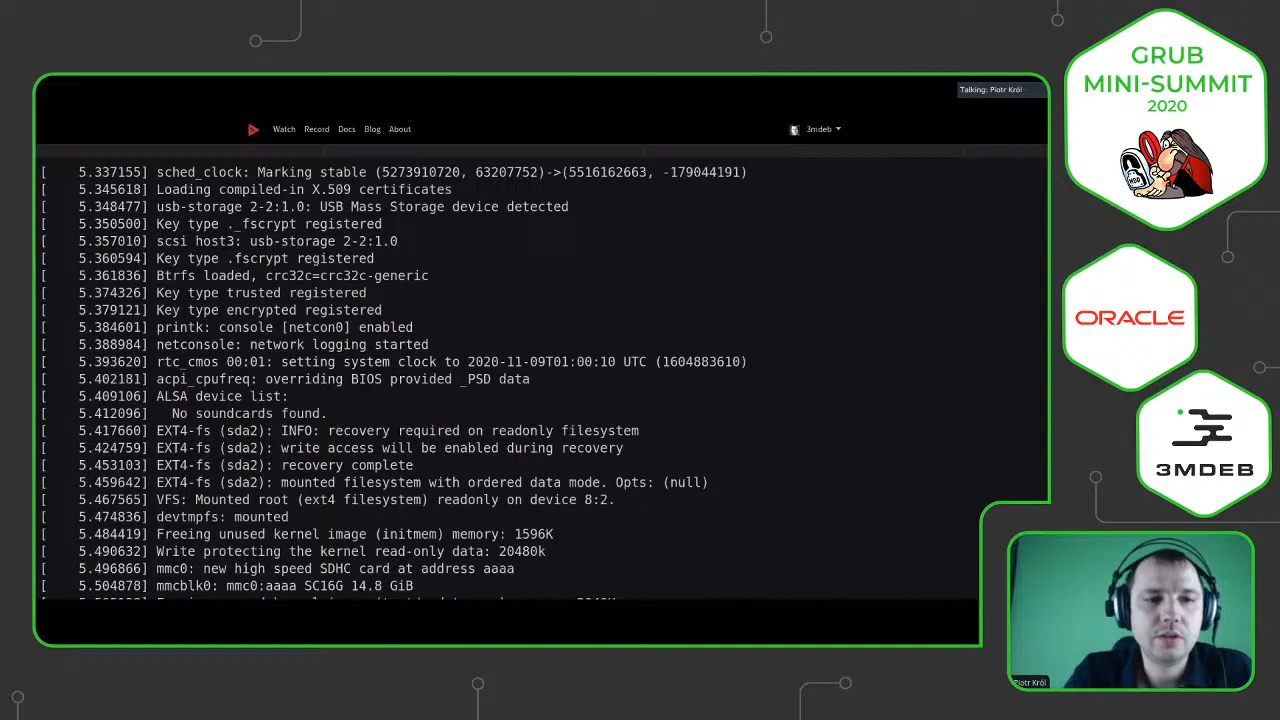 GRUB
MINI-SUMMIT
2020
Talking: Piotr Król
Watch Record Docs Blog About
3mdeb
[ 5.337155] sched_clock: Marking stable (5273910720, 63207752)->(5516162663, -179044191)
[ 5.345618] Loading compiled-in X.509 certificates
[ 5.348477] usb-storage 2-2:1.0: USB Mass Storage device detected
[ 5.350500] Key type ._fscrypt registered
[ 5.357010] scsi host3: usb-storage 2-2:1.0
[ 5.360594] Key type .fscrypt registered
[ 5.361836] Btrfs loaded, crc32c=crc32c-generic
[ 5.374326] Key type trusted registered
[ 5.379121] Key type encrypted registered
[ 5.384601] printk: console [netcon0] enabled
[ 5.388984] netconsole: network logging started
[ 5.393620] rtc_cmos 00:01: setting system clock to 2020-11-09T01:00:10 UTC (1604883610)
[ 5.402181] acpi_cpufreq: overriding BIOS provided _PSD data
[ 5.409106] ALSA device list:
[ 5.412096]   No soundcards found.
[ 5.417660] EXT4-fs (sda2): INFO: recovery required on readonly filesystem
[ 5.424759] EXT4-fs (sda2): write access will be enabled during recovery
[ 5.453103] EXT4-fs (sda2): recovery complete
[ 5.459642] EXT4-fs (sda2): mounted filesystem with ordered data mode. Opts: (null)
[ 5.467565] VFS: Mounted root (ext4 filesystem) readonly on device 8:2.
[ 5.474836] devtmpfs: mounted
[ 5.484419] Freeing unused kernel image (initmem) memory: 1596K
[ 5.490632] Write protecting the kernel read-only data: 20480k
[ 5.496866] mmc0: new high speed SDHC card at address aaaa
[ 5.504878] mmcblk0: mmc0:aaaa SC16G 14.8 GiB
ORACLE
3MDEB
Piotr Król